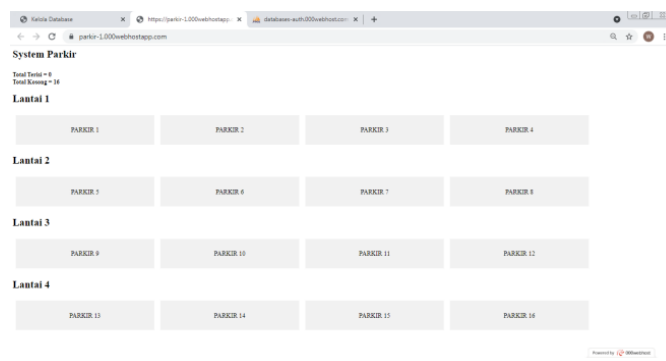 Kelola Database
https://parkir-1.000webhostapp.
databases-auth.000webhost.com
parkir-1.000webhostapp.com
System Parkir
Total Terisi = 0
Total Kosong = 16
Lantai 1
PARKIR 1 PARKIR 2 PARKIR 3 PARKIR 4
Lantai 2
PARKIR 5 PARKIR 6 PARKIR 7 PARKIR 8
Lantai 3
PARKIR 9 PARKIR 10 PARKIR 11 PARKIR 12
Lantai 4
PARKIR 13 PARKIR 14 PARKIR 15 PARKIR 16
Powered by 000webhost